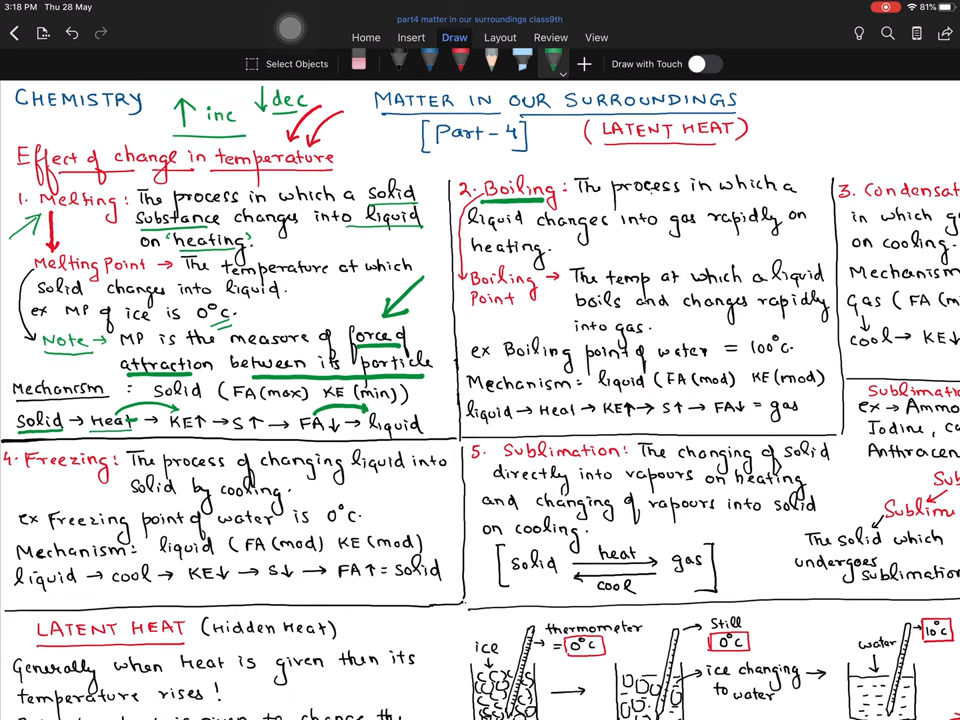 3:18 PM Thu 28 May
81%
part4 matter in our surroundings class9th
Home Insert Draw Layout Review View
Select Objects
Draw with Touch
CHEMISTRY
↑ inc ↓ dec
MATTER IN OUR SURROUNDINGS
[Part-4] (LATENT HEAT)
Effect of change in temperature
1. Melting: The process in which a solid
substance changes into liquid
on 'heating'.
Melting Point → The temperature at which
solid changes into liquid.
ex MP of ice is 0°c.
Note → MP is the measure of force of
attraction between its particle
Mechanism : Solid (FA(max) KE(min))
Solid → Heat → KE↑ → S↑ → FA↓ → liquid
2. Boiling: The process in which a
liquid changes into gas rapidly on
heating.
Boiling Point → The temp at which a liquid
boils and changes rapidly
into gas.
ex Boiling point of water = 100°c.
Mechanism = liquid (FA(mod) KE(mod)
liquid → Heat → KE↑ → S↑ → FA↓ = gas
3. Condensat
in which g
on cooling.
Mechanism
gas (FA(m
cool → KE↓
Sublimati
ex → Ammo
Iodine, ca
Anthracen
4. Freezing: The process of changing liquid into
solid by cooling.
ex Freezing point of water is 0°c.
Mechanism = liquid (FA(mod) KE(mod)
liquid → cool → KE↓ → S↓ → FA↑ = Solid
5. Sublimation: The changing of solid
directly into vapours on heating
and changing of vapours into solid
on cooling.
[solid heat ⇌ cool gas]
Sub
Sublim
The solid which
undergoes
sublimation
LATENT HEAT (Hidden Heat)
Generally when Heat is given then its
temperature rises!
ice thermometer = 0°c
Still 0°c
ice changing
to water
water 10°c